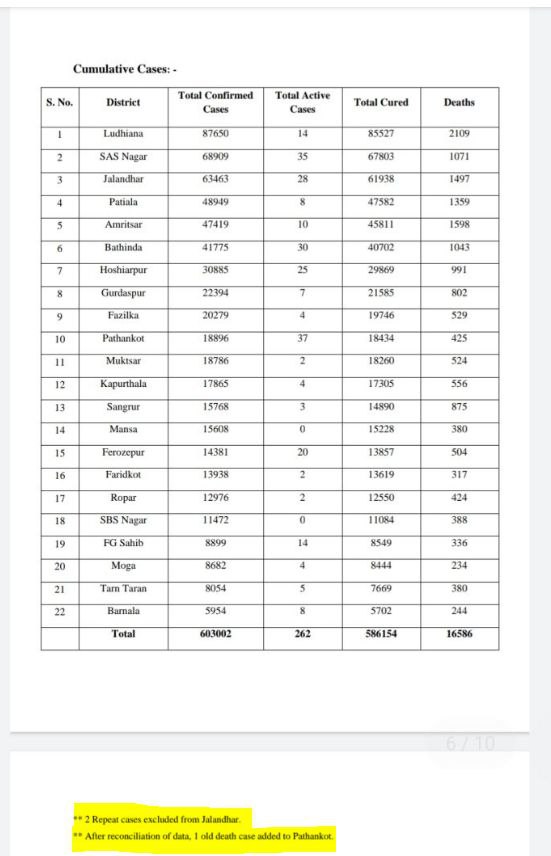 Cumulative Cases: -
S. No. District Total Confirmed Cases Total Active Cases Total Cured Deaths
1 Ludhiana 87650 14 85527 2109
2 SAS Nagar 68909 35 67803 1071
3 Jalandhar 63463 28 61938 1497
4 Patiala 48949 8 47582 1359
5 Amritsar 47419 10 45811 1598
6 Bathinda 41775 30 40702 1043
7 Hoshiarpur 30885 25 29869 991
8 Gurdaspur 22394 7 21585 802
9 Fazilka 20279 4 19746 529
10 Pathankot 18896 37 18434 425
11 Muktsar 18786 2 18260 524
12 Kapurthala 17865 4 17305 556
13 Sangrur 15768 3 14890 875
14 Mansa 15608 0 15228 380
15 Ferozepur 14381 20 13857 504
16 Faridkot 13938 2 13619 317
17 Ropar 12976 2 12550 424
18 SBS Nagar 11472 0 11084 388
19 FG Sahib 8899 14 8549 336
20 Moga 8682 4 8444 234
21 Tarn Taran 8054 5 7669 380
22 Barnala 5954 8 5702 244
Total 603002 262 586154 16586
6/10
** 2 Repeat cases excluded from Jalandhar.
** After reconciliation of data, 1 old death case added to Pathankot.